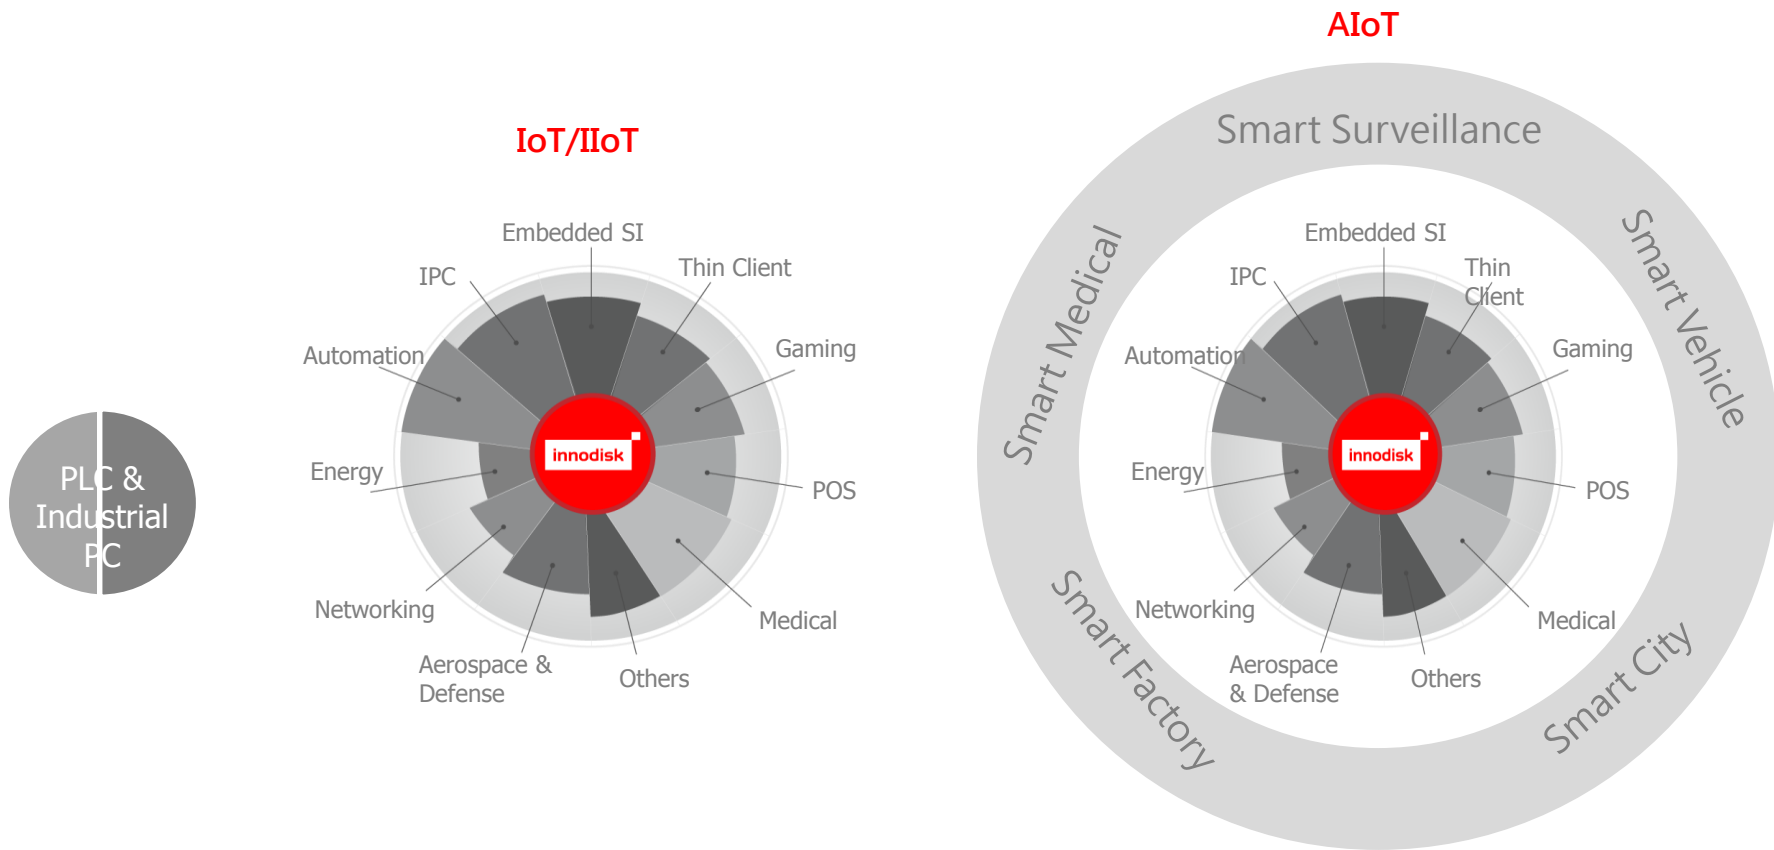 PLC &
Industrial
PC
IoT/IIoT
Embedded SI
IPC
Thin Client
Automation
Gaming
Energy
POS
Networking
Medical
Aerospace &
Defense
Others
innodisk
AIoT
Smart Surveillance
Smart Medical
Smart Vehicle
Smart Factory
Smart City
Embedded SI
IPC
Thin
Client
Automation
Gaming
Energy
POS
Networking
Medical
Aerospace
& Defense
Others
innodisk